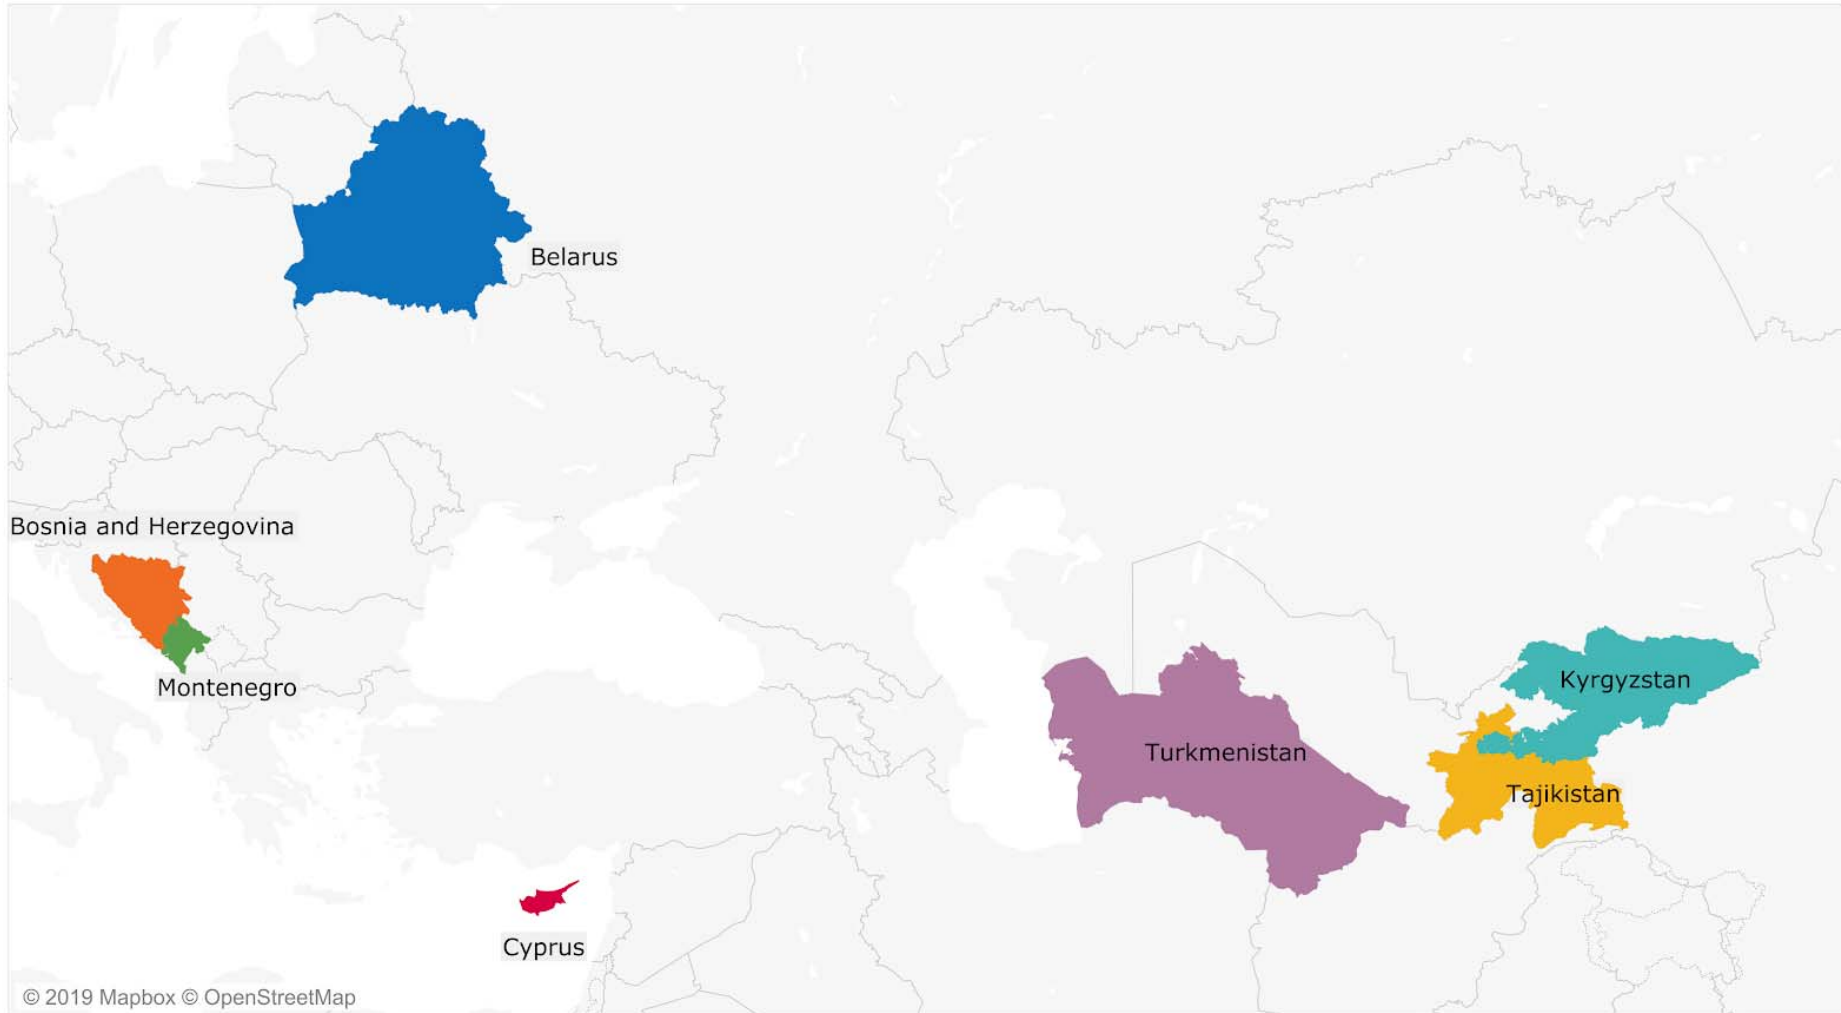 Belarus
Bosnia and Herzegovina
Montenegro
Kyrgyzstan
Turkmenistan
Tajikistan
Cyprus
© 2019 Mapbox © OpenStreetMap